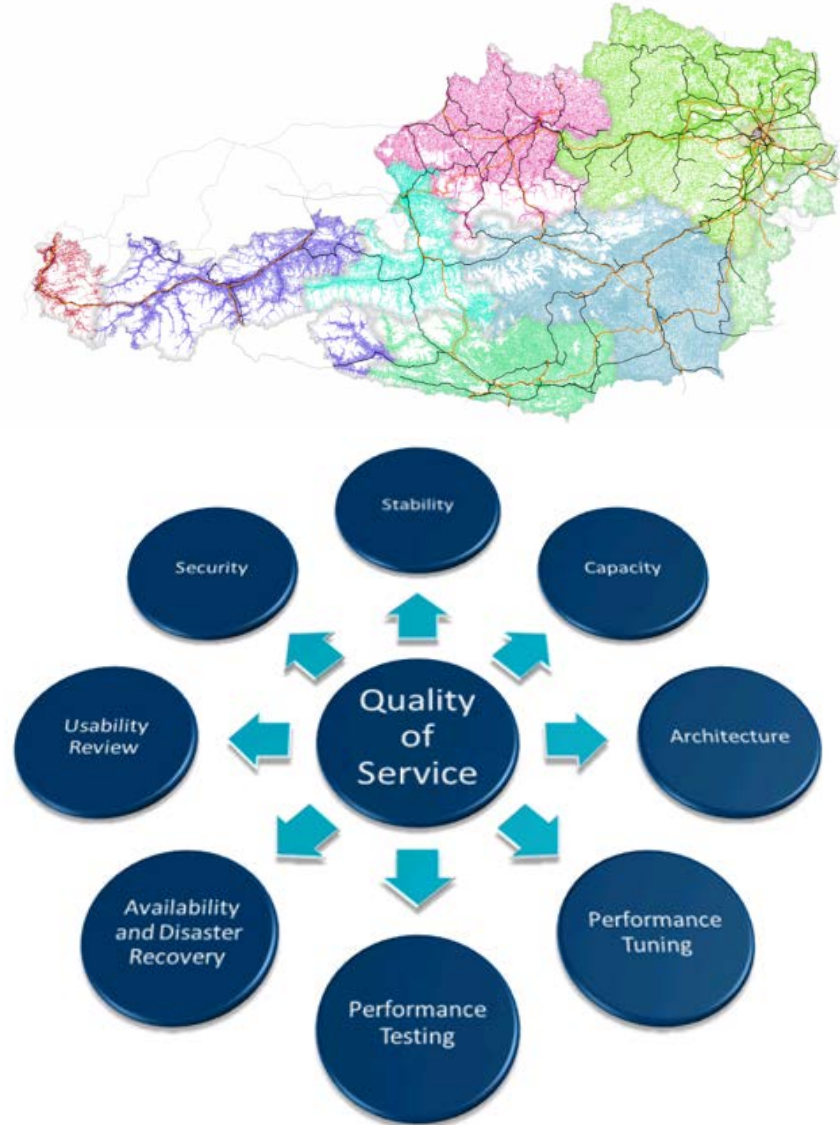 Stability
Security
Capacity
Quality
of
Service
Usability
Review
Architecture
Availability
and Disaster
Recovery
Performance
Tuning
Performance
Testing